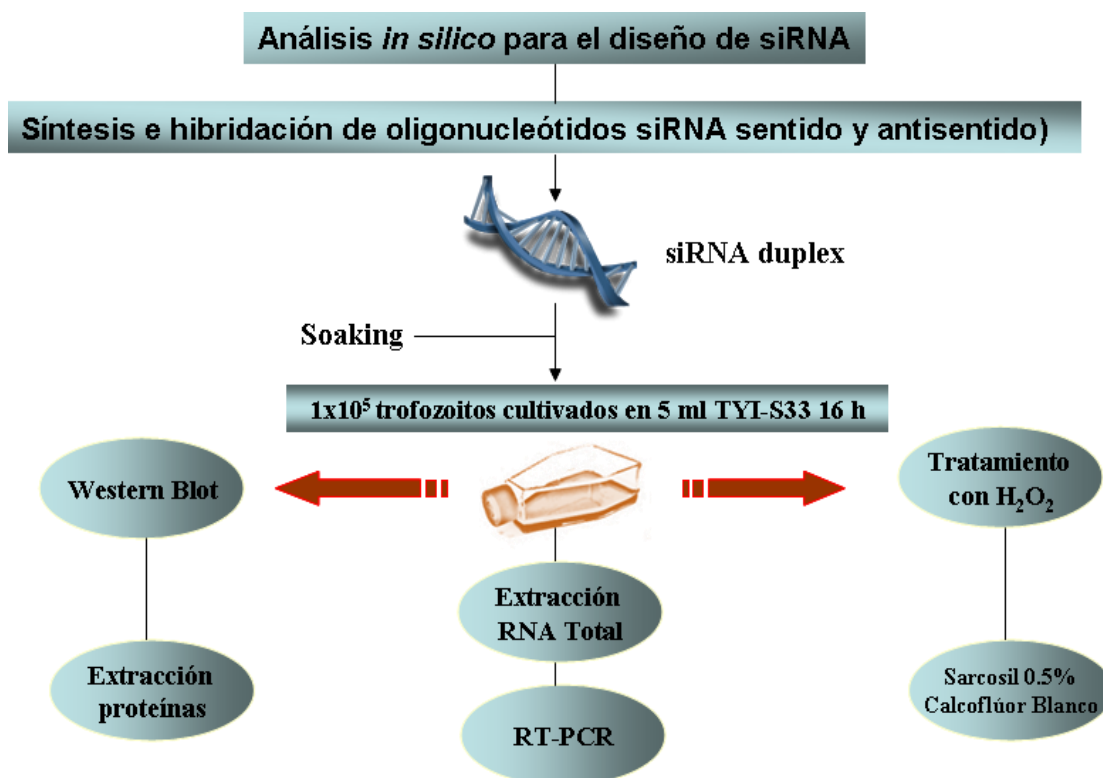 Análisis in silico para el diseño de siRNA
Síntesis e hibridación de oligonucleótidos siRNA sentido y antisentido)
siRNA duplex
Soaking
1x10⁵ trofozoitos cultivados en 5 ml TYI-S33 16 h
Western Blot
Tratamiento
con H₂O₂
Extracción
RNA Total
Extracción
proteínas
Sarcosil 0.5%
Calcoflúor Blanco
RT-PCR